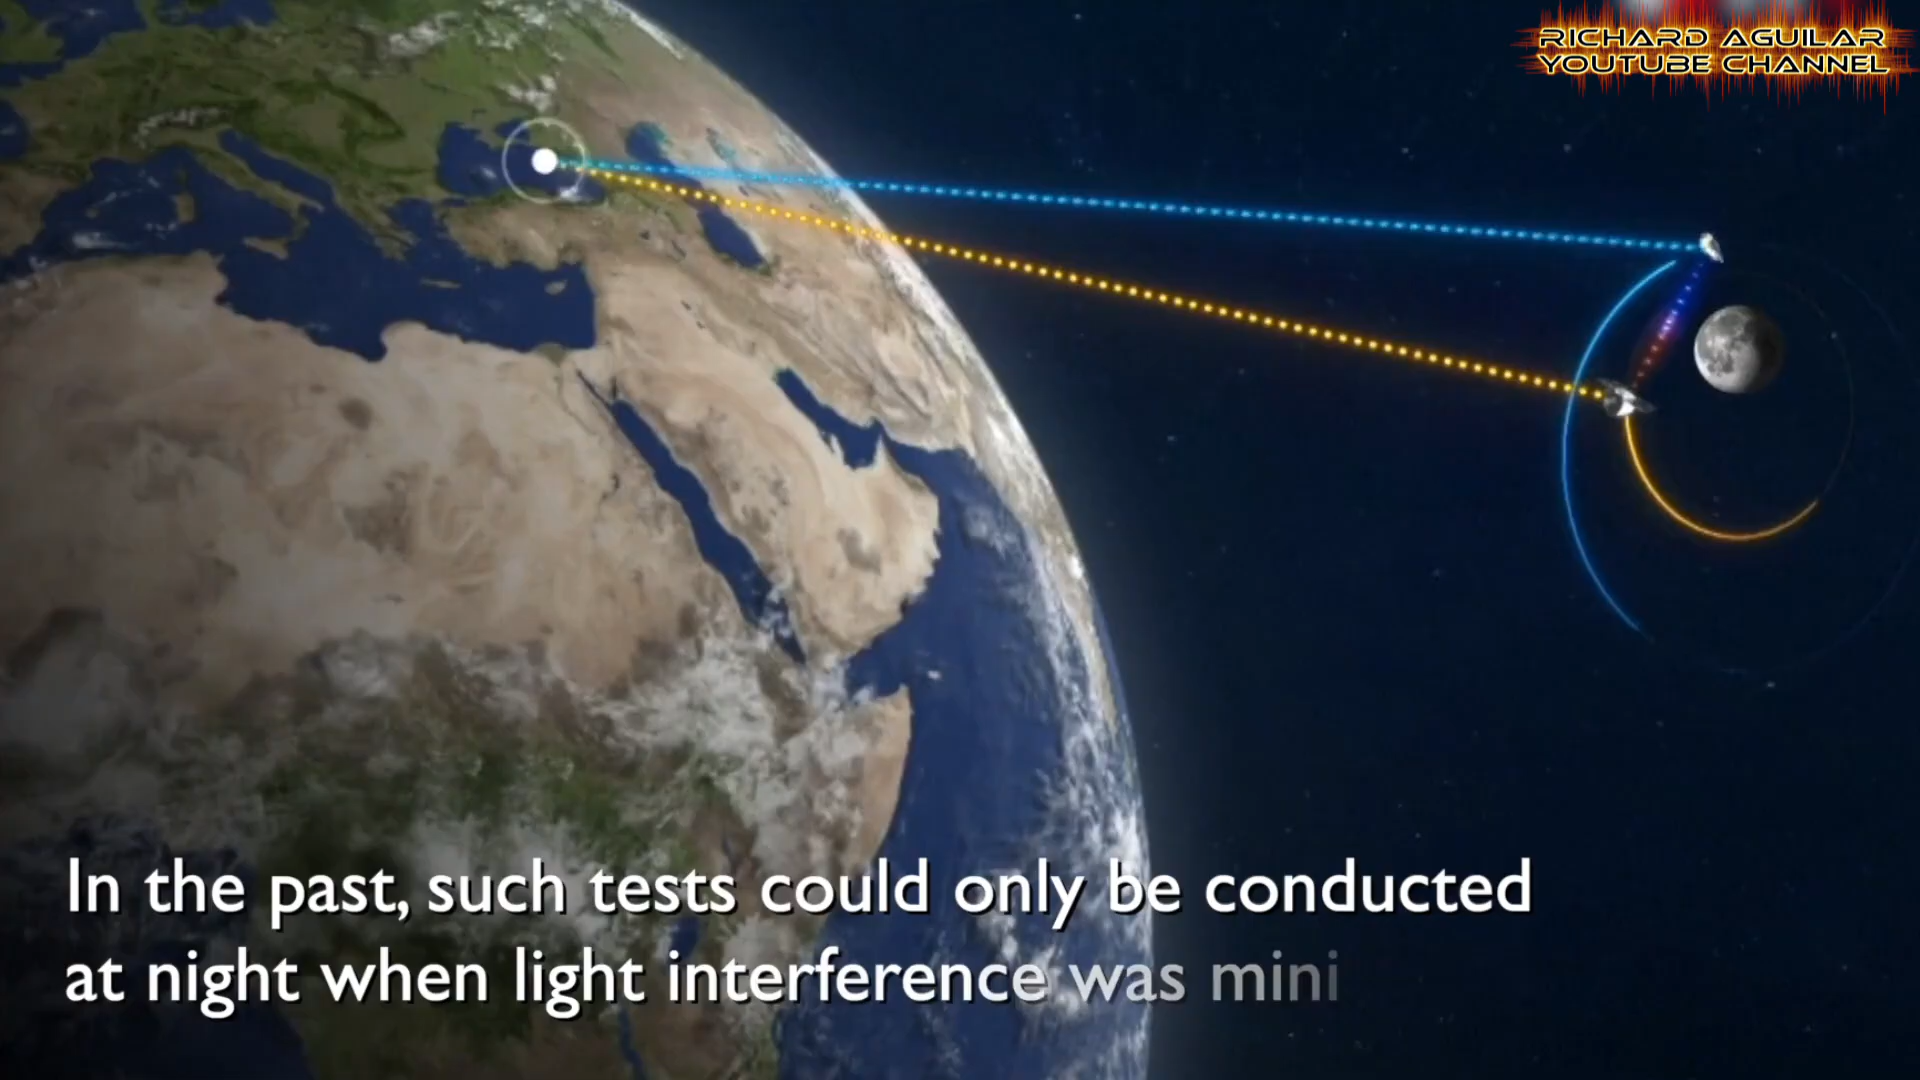 RICHARD AGUILAR
YOUTUBE CHANNEL
In the past, such tests could only be conducted
at night when light interference was mini